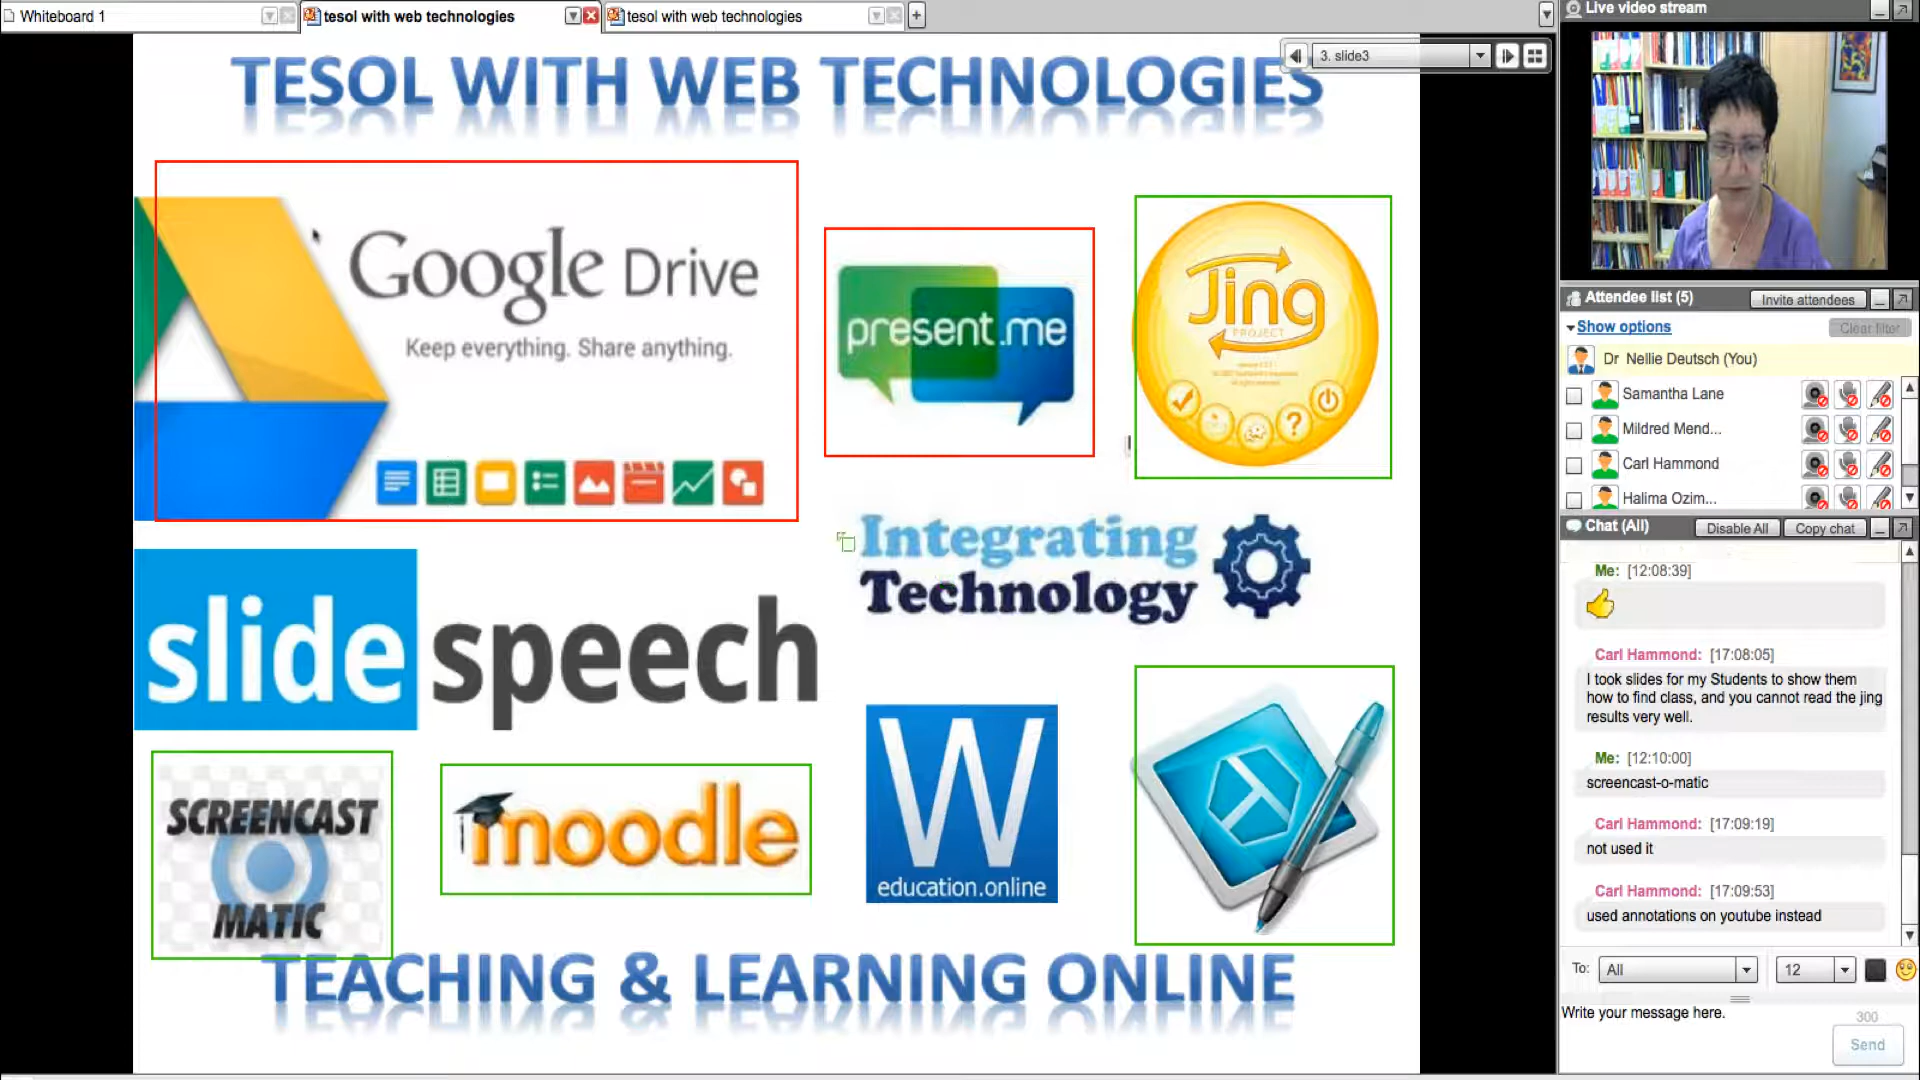 Whiteboard 1
tesol with web technologies
tesol with web technologies
3. slide3
TESOL WITH WEB TECHNOLOGIES
Google Drive
Keep everything. Share anything.
present.me
Jing
PROJECT
Integrating
Technology
slidespeech
SCREENCAST
MATIC
moodle
W
education.online
TEACHING & LEARNING ONLINE
Live video stream
Attendee list (5)
Invite attendees
Show options
Clear filter
Dr Nellie Deutsch (You)
Samantha Lane
Mildred Mend...
Carl Hammond
Halima Ozim...
Chat (All)
Disable All
Copy chat
Me: [12:08:39]
Carl Hammond: [17:08:05]
I took slides for my Students to show them
how to find class, and you cannot read the jing
results very well.
Me: [12:10:00]
screencast-o-matic
Carl Hammond: [17:09:19]
not used it
Carl Hammond: [17:09:53]
used annotations on youtube instead
To: All
12
Write your message here.
300
Send